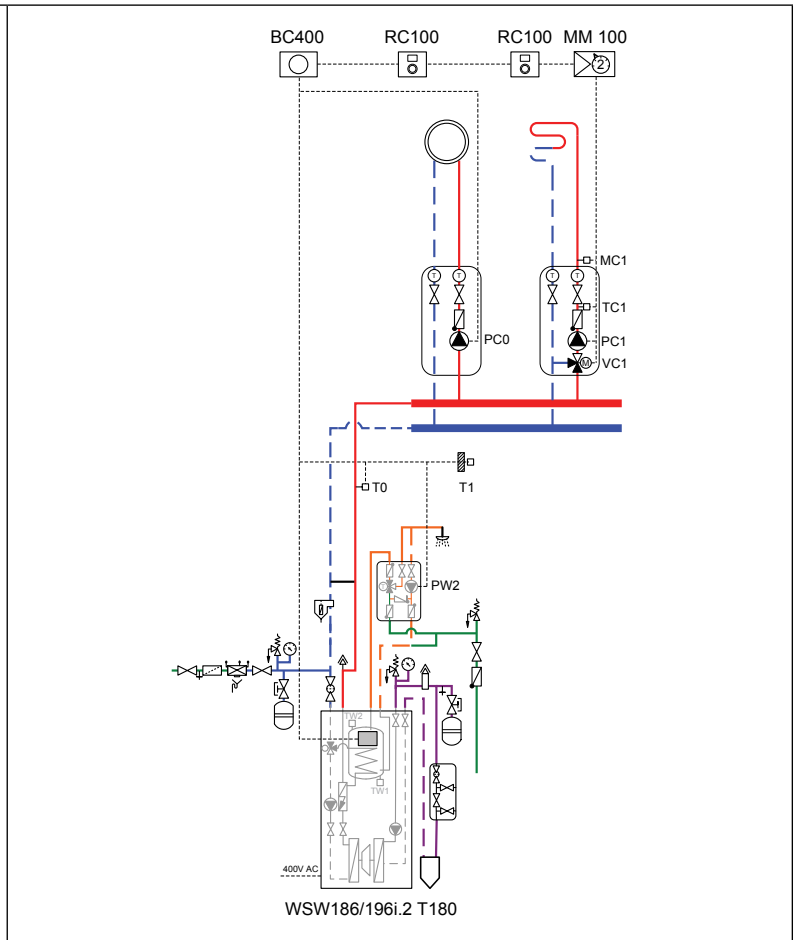 BC400 RC100 RC100 MM 100
2
T T T T
MC1
TC1
PC0
PC1
M
VC1
T0
T1
PW2
TW2
TW1
400V AC
WSW186/196i.2 T180